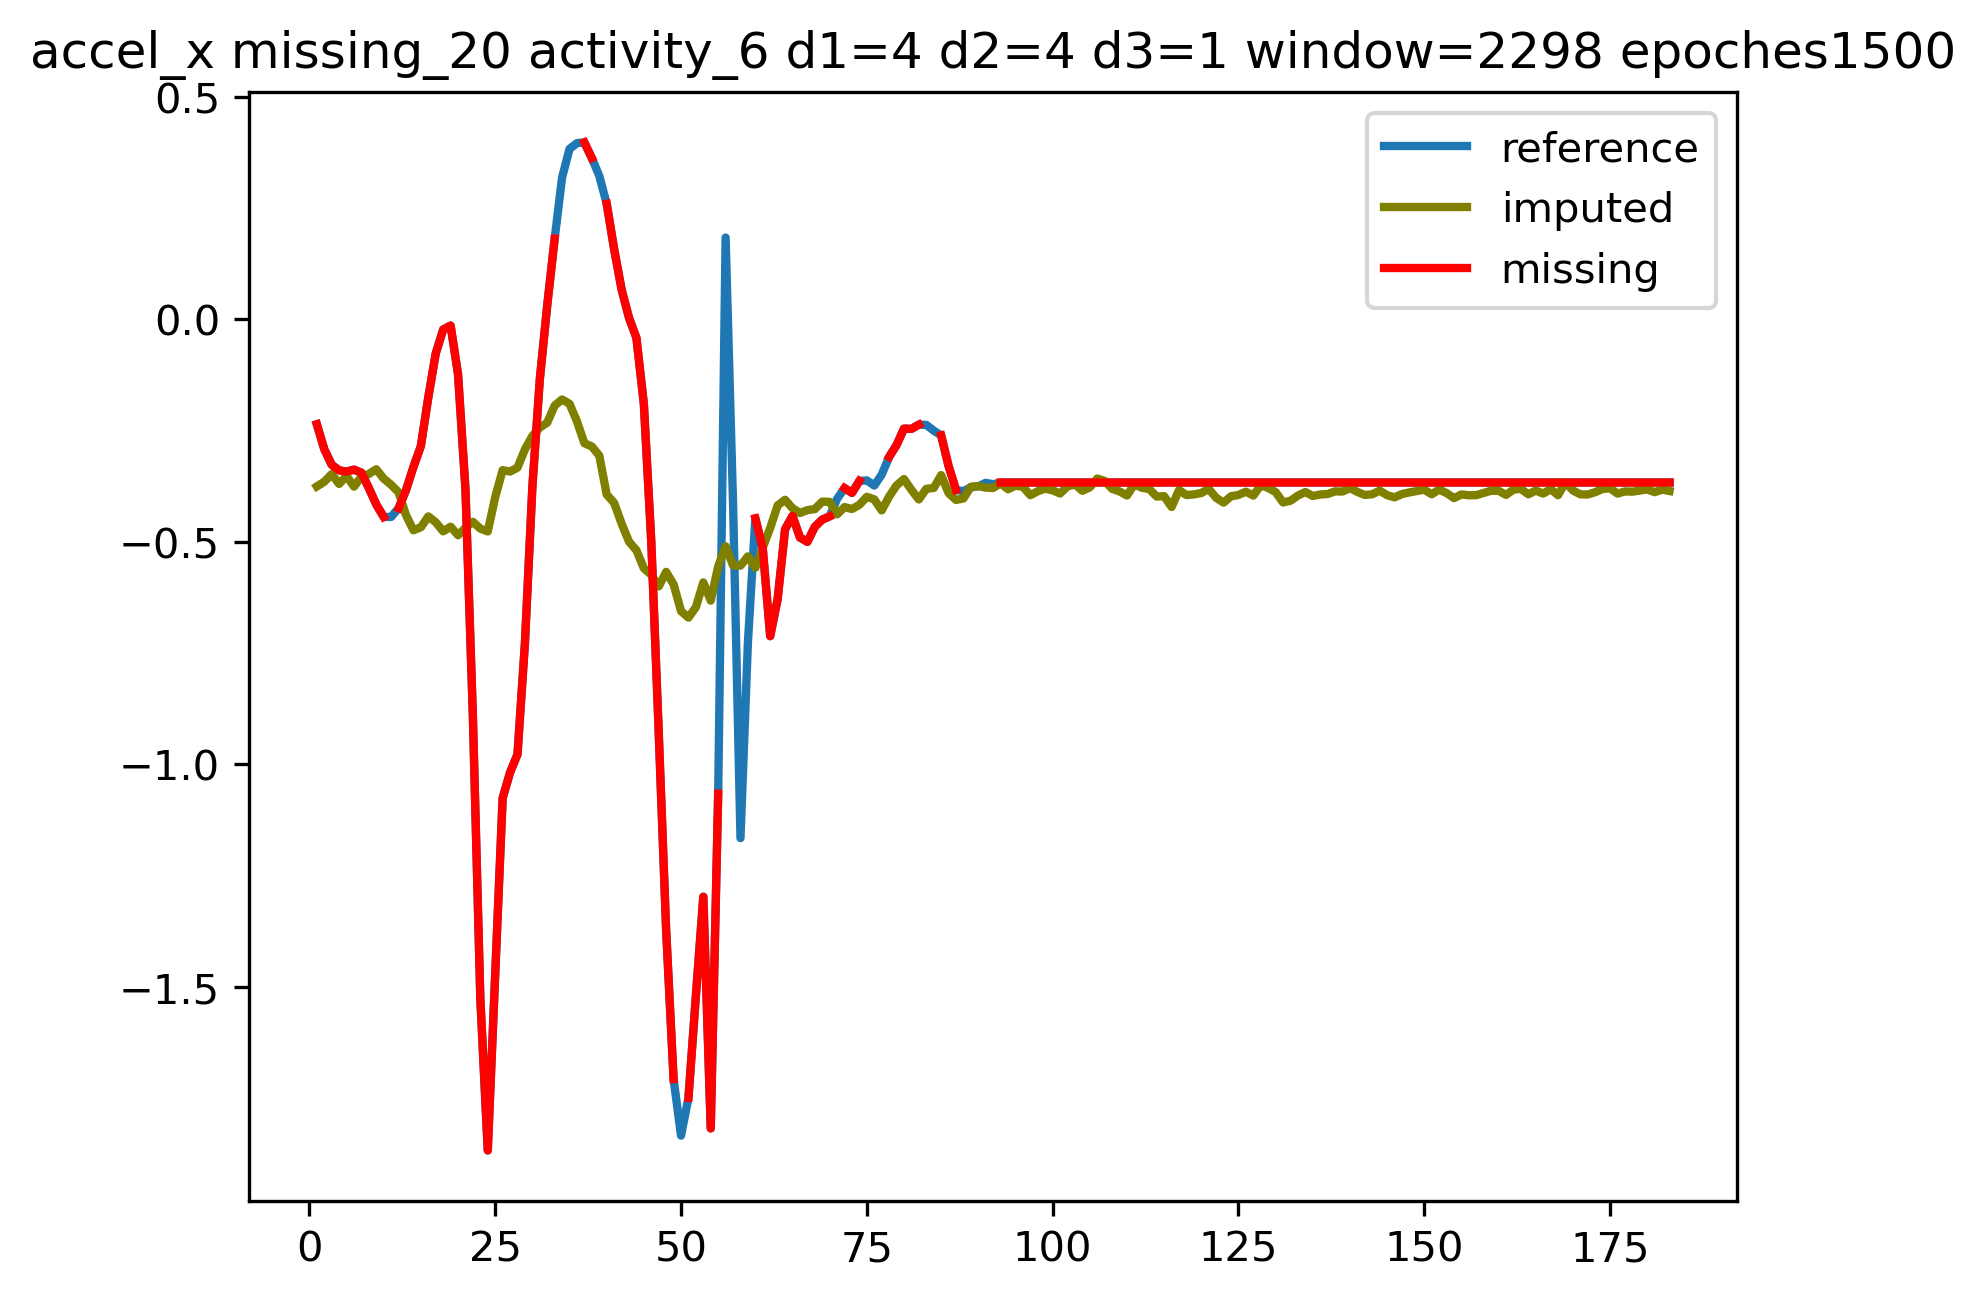 accel_x missing_20 activity_6 d1=4 d2=4 d3=1 window=2298 epoches1500
0.5
0.0
−0.5
−1.0
−1.5
reference
imputed
missing
0 25 50 75 100 125 150 175